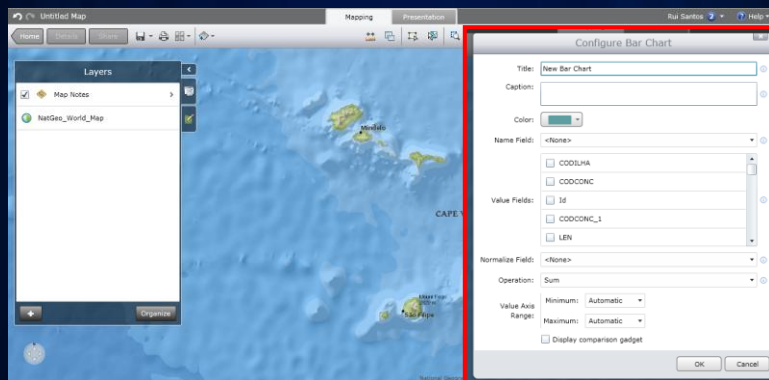 Untitled Map
Mapping
Presentation
Rui Santos
Help
Home
Details
Share
Layers
Map Notes
NatGeo_World_Map
Organize
Mindelo
CAPE V
São Filipe
Configure Bar Chart
Title:
New Bar Chart
Caption:
Color:
Name Field:
<None>
Value Fields:
CODILHA
CODCONC
Id
CODCONC_1
LEN
Normalize Field:
<None>
Operation:
Sum
Value Axis
Range:
Minimum:
Automatic
Maximum:
Automatic
Display comparison gadget
OK
Cancel